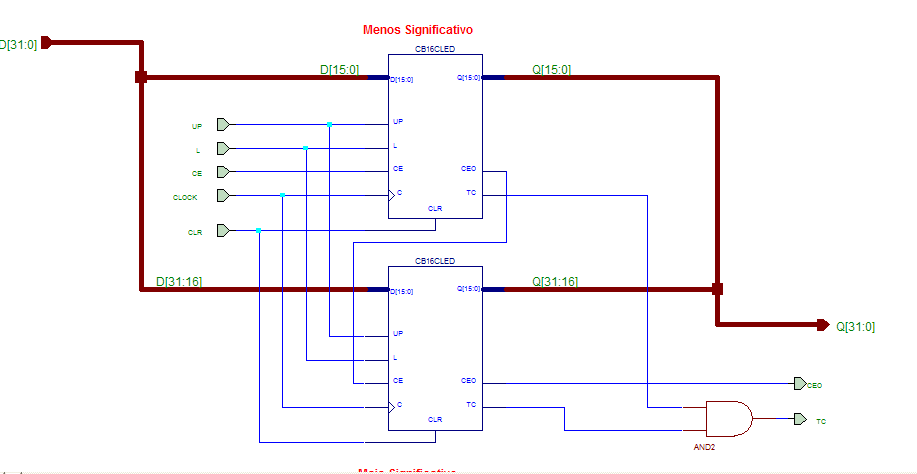 Menos Significativo
CB16CLED
D[31:0]
D[15:0]
D[15:0]
Q[15:0]
Q[15:0]
UP
UP
L
L
CE
CE
CEO
CLOCK
C
TC
CLR
CLR
CB16CLED
D[31:16]
D[15:0]
Q[15:0]
Q[31:16]
Q[31:0]
UP
L
CE
CEO
CEO
C
TC
TC
CLR
AND2
Mais Significativo